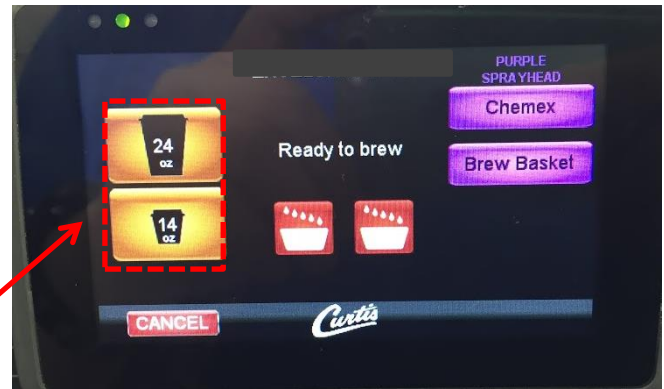 PURPLE
SPRAYHEAD
Chemex
24
oz
Ready to brew
Brew Basket
14
oz
CANCEL
Curtis